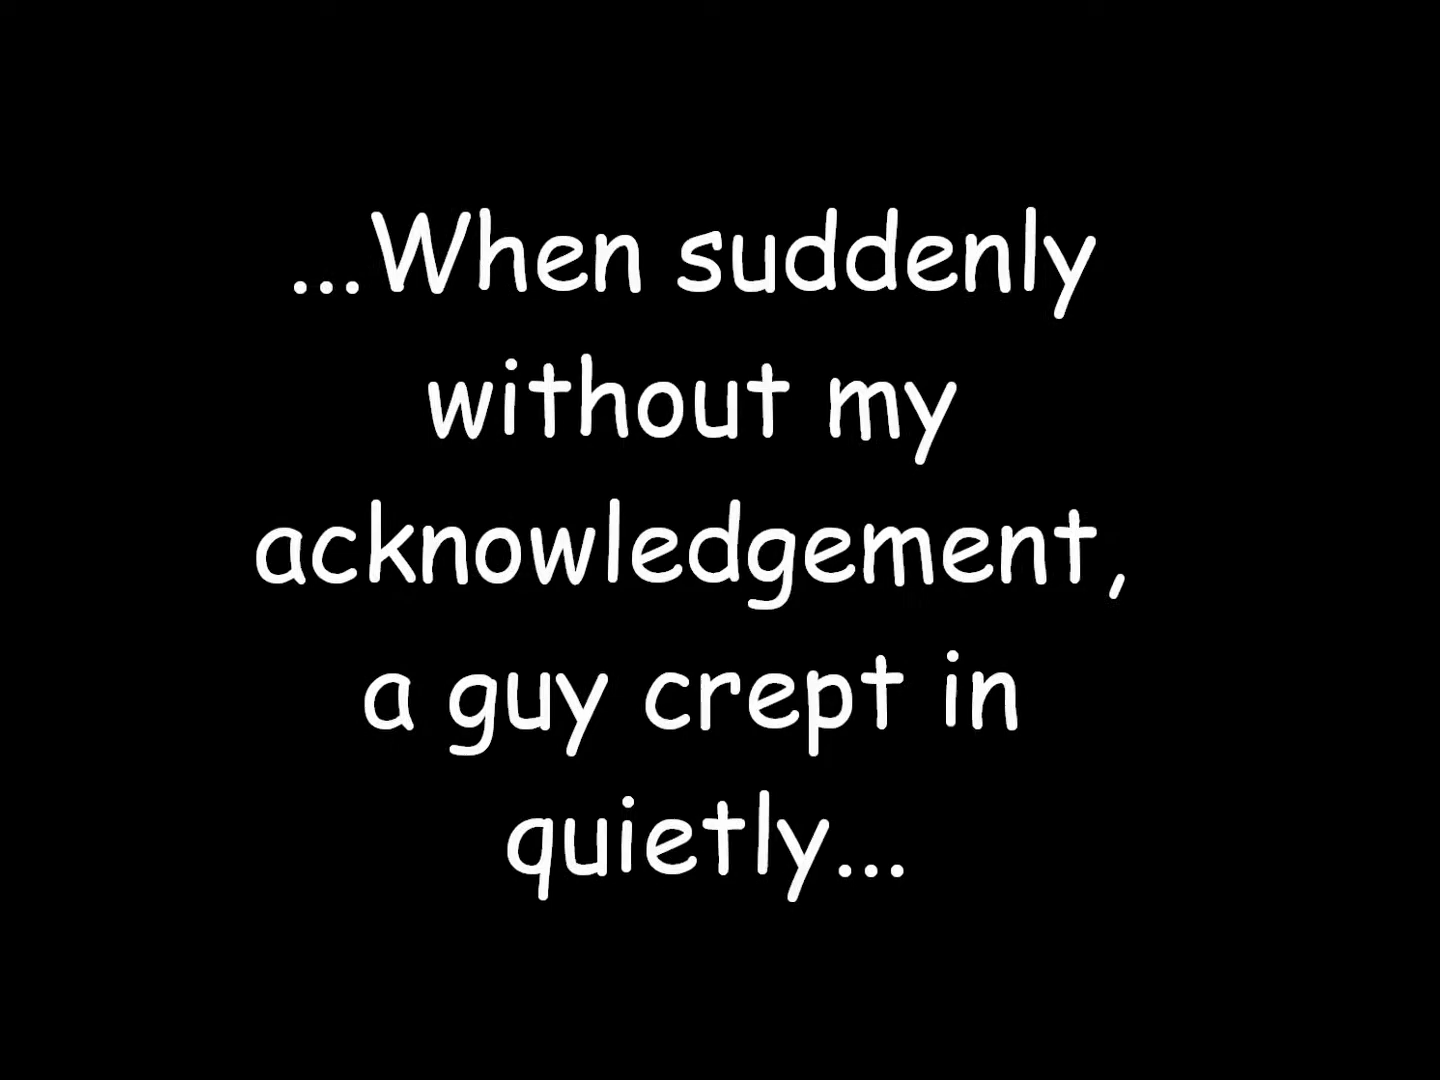 ...When suddenly
without my
acknowledgement,
a guy crept in
quietly...